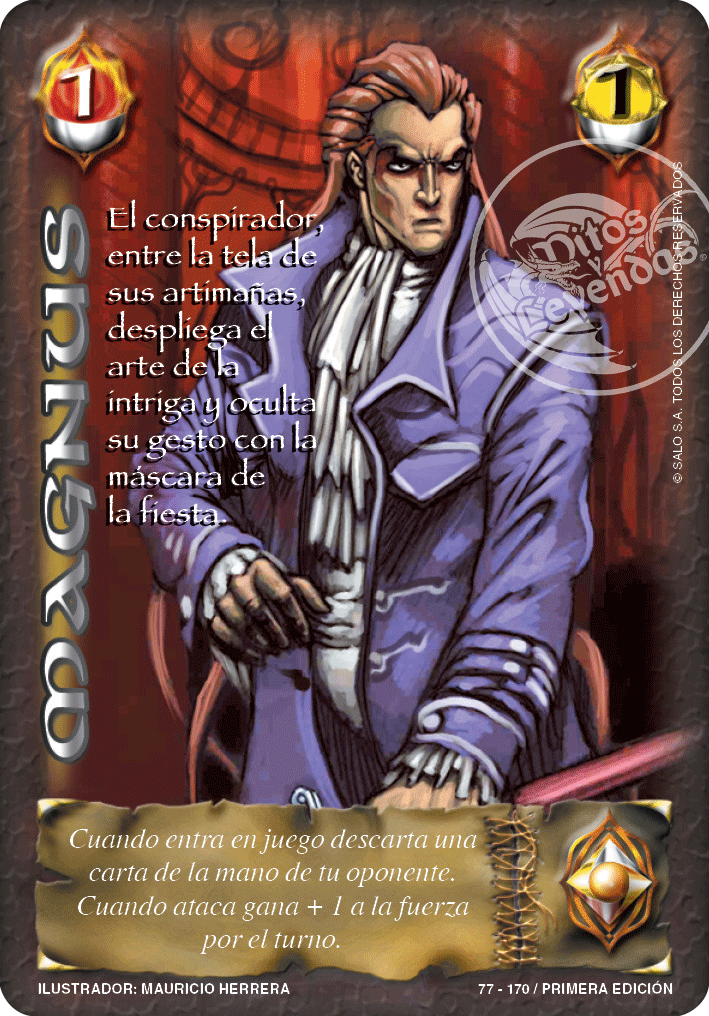 1
1
MAGNUS
El conspirador,
entre la tela de
sus artimañas,
despliega el
arte de la
intriga y oculta
su gesto con la
máscara de
la fiesta.
Mitos
y
Leyendas
®
© SALO S.A. TODOS LOS DERECHOS RESERVADOS
Cuando entra en juego descarta una
carta de la mano de tu oponente.
Cuando ataca gana + 1 a la fuerza
por el turno.
ILUSTRADOR: MAURICIO HERRERA
77 - 170 / PRIMERA EDICIÓN